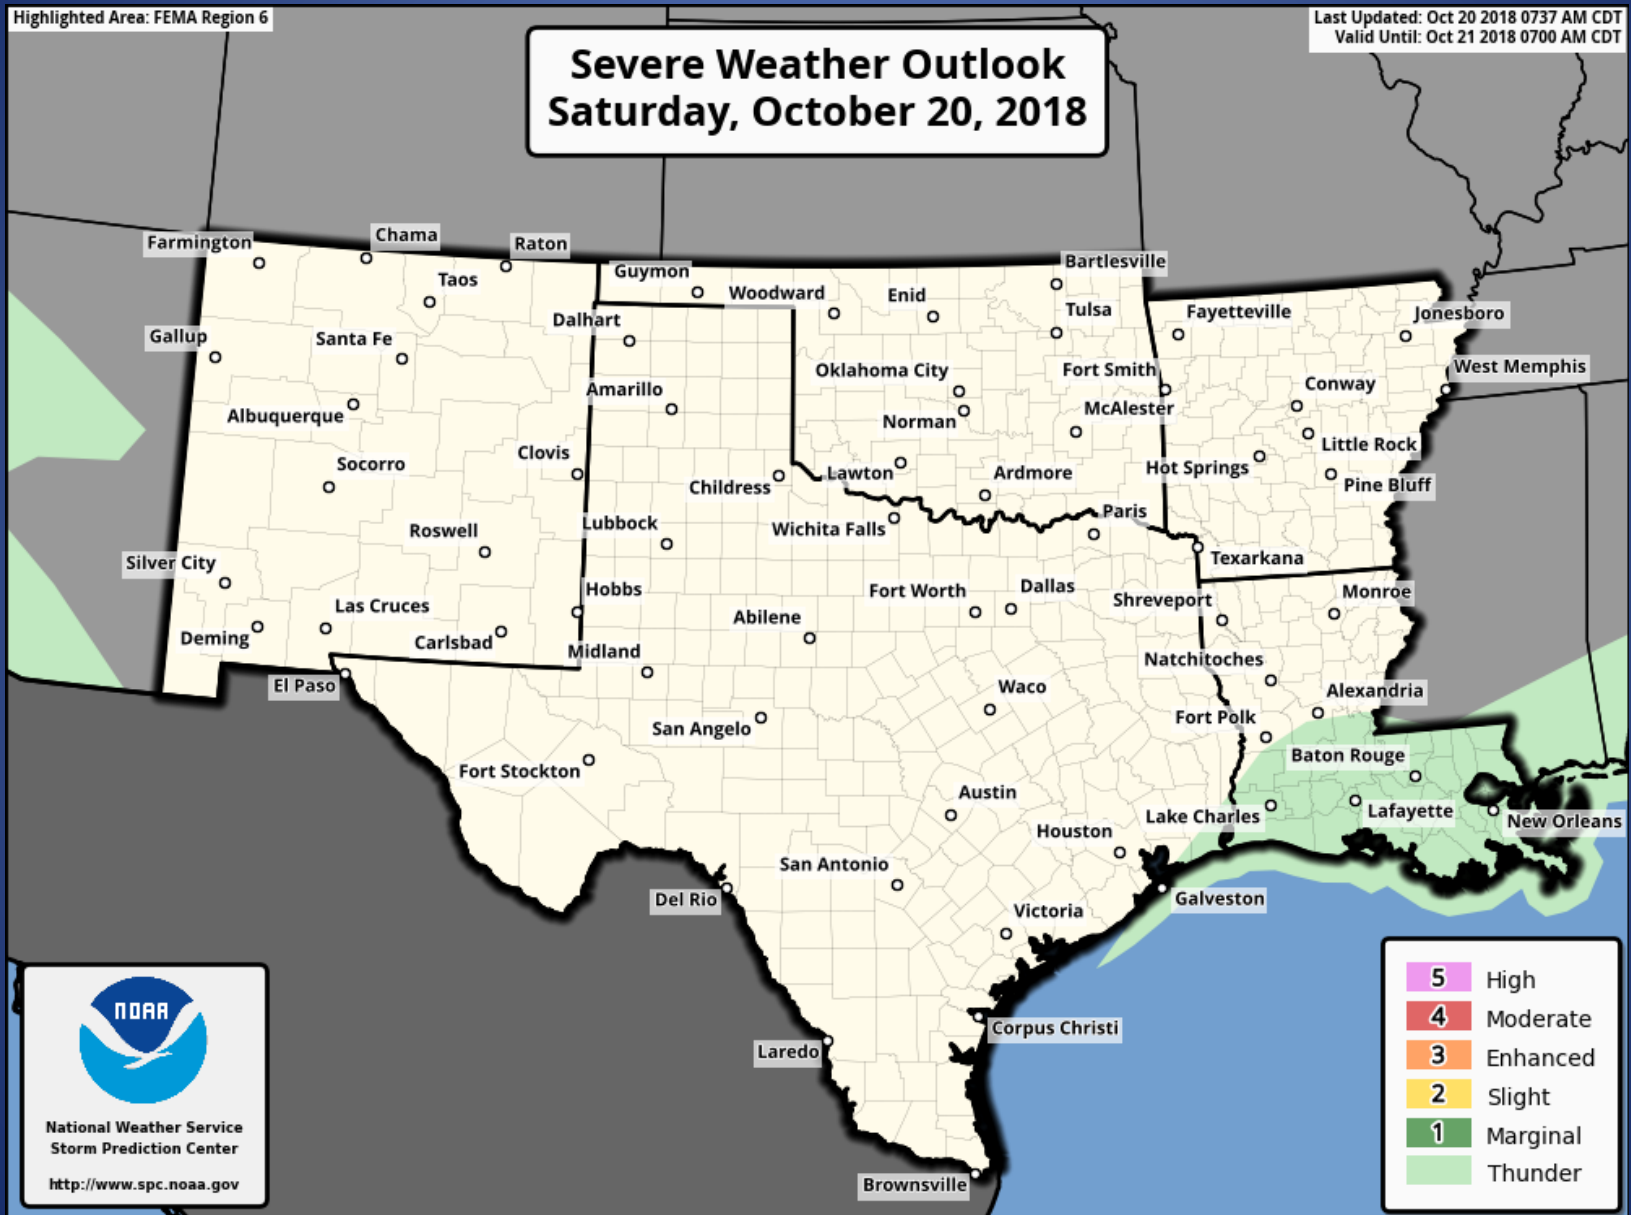 Highlighted Area: FEMA Region 6
Last Updated: Oct 20 2018 0737 AM CDT
Valid Until: Oct 21 2018 0700 AM CDT
Severe Weather Outlook
Saturday, October 20, 2018
Farmington
Chama
Raton
Taos
Guymon
Woodward
Enid
Bartlesville
Tulsa
Fayetteville
Jonesboro
Gallup
Santa Fe
Dalhart
Oklahoma City
Fort Smith
West Memphis
Albuquerque
Amarillo
Norman
McAlester
Conway
Little Rock
Socorro
Clovis
Childress
Lawton
Ardmore
Hot Springs
Pine Bluff
Roswell
Lubbock
Wichita Falls
Paris
Texarkana
Silver City
Las Cruces
Hobbs
Abilene
Fort Worth
Dallas
Shreveport
Monroe
Deming
Carlsbad
Midland
Natchitoches
El Paso
San Angelo
Waco
Fort Polk
Alexandria
Fort Stockton
Austin
Baton Rouge
Houston
Lake Charles
Lafayette
New Orleans
San Antonio
Del Rio
Victoria
Galveston
Corpus Christi
Laredo
Brownsville
NOAA
National Weather Service
Storm Prediction Center
http://www.spc.noaa.gov
5 High
4 Moderate
3 Enhanced
2 Slight
1 Marginal
Thunder